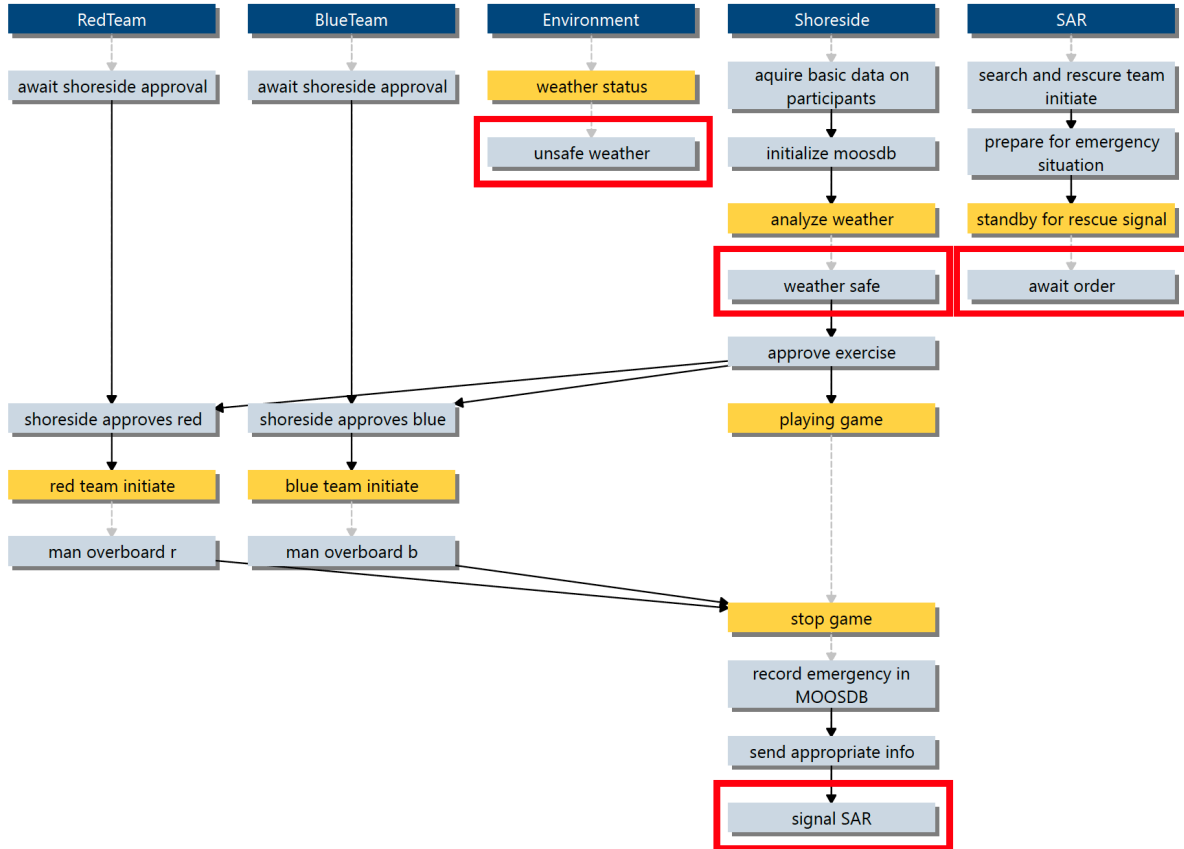 RedTeam
BlueTeam
Environment
Shoreside
SAR
await shoreside approval
await shoreside approval
weather status
aquire basic data on
participants
search and rescure team
initiate
unsafe weather
initialize moosdb
prepare for emergency
situation
analyze weather
standby for rescue signal
weather safe
await order
approve exercise
shoreside approves red
shoreside approves blue
playing game
red team initiate
blue team initiate
man overboard r
man overboard b
stop game
record emergency in
MOOSDB
send appropriate info
signal SAR